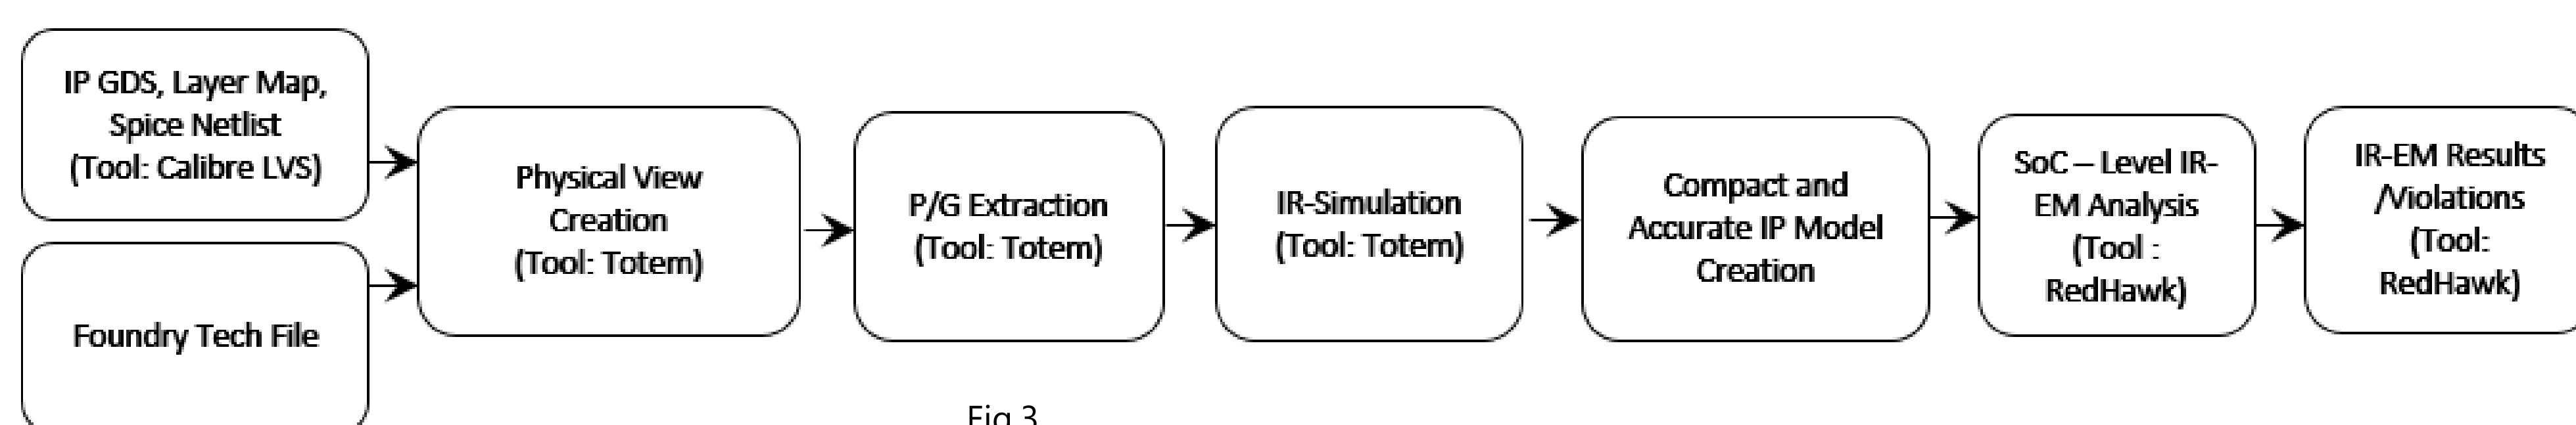 IP GDS, Layer Map,
Spice Netlist
(Tool: Calibre LVS)
Foundry Tech File
Physical View
Creation
(Tool: Totem)
P/G Extraction
(Tool: Totem)
IR-Simulation
(Tool: Totem)
Compact and
Accurate IP Model
Creation
SoC – Level IR-
EM Analysis
(Tool :
RedHawk)
IR-EM Results
/Violations
(Tool:
RedHawk)
Fig 3